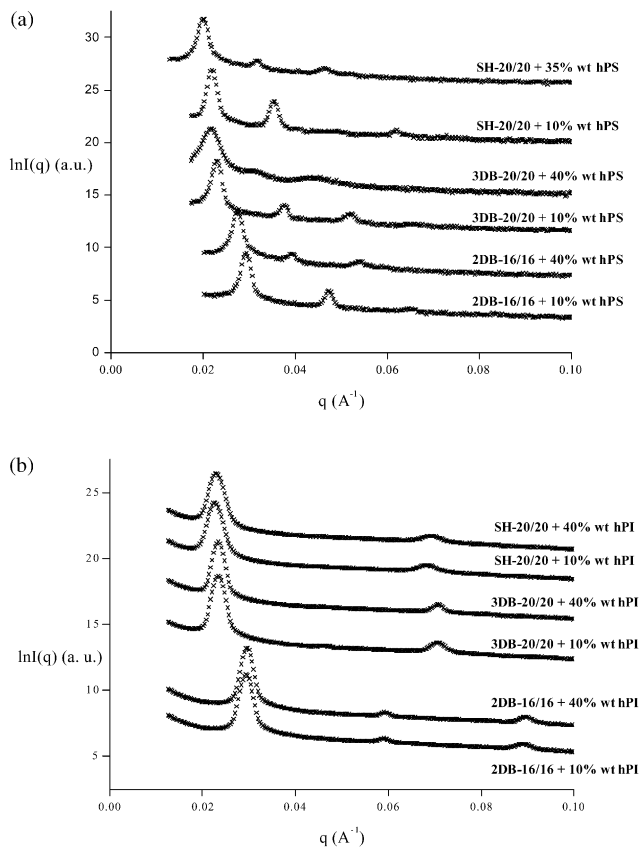 (a)
30
SH-20/20 + 35% wt hPS
25
SH-20/20 + 10% wt hPS
20
lnI(q) (a.u.)
3DB-20/20 + 40% wt hPS
15
3DB-20/20 + 10% wt hPS
10
2DB-16/16 + 40% wt hPS
5
2DB-16/16 + 10% wt hPS
0
0.00 0.02 0.04 0.06 0.08 0.10
q (A⁻¹)
(b)
25
SH-20/20 + 40% wt hPI
20
SH-20/20 + 10% wt hPI
3DB-20/20 + 40% wt hPI
15
3DB-20/20 + 10% wt hPI
lnI(q) (a. u.)
10
2DB-16/16 + 40% wt hPI
5
2DB-16/16 + 10% wt hPI
0.00 0.02 0.04 0.06 0.08 0.10
q (A⁻¹)